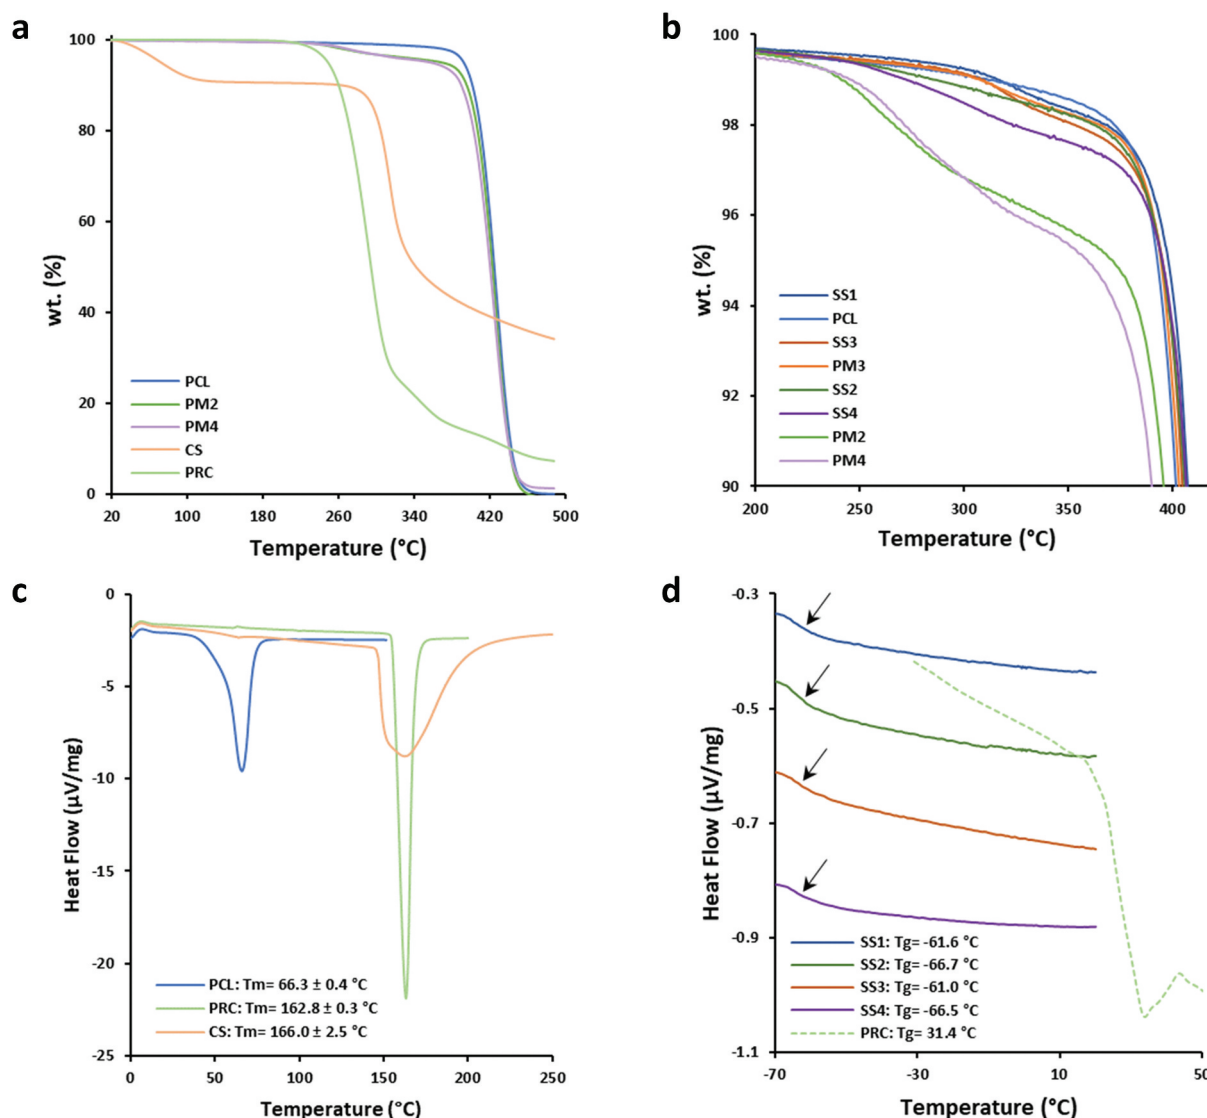 a
100
80
60
40
20
0
wt. (%)
PCL
PM2
PM4
CS
PRC
20 100 180 260 340 420 500
Temperature (°C)
b
100
98
96
94
92
90
wt. (%)
SS1
PCL
SS3
PM3
SS2
SS4
PM2
PM4
200 250 300 350 400
Temperature (°C)
c
0
-5
-10
-15
-20
-25
Heat Flow (µV/mg)
PCL: Tm= 66.3 ± 0.4 °C
PRC: Tm= 162.8 ± 0.3 °C
CS: Tm= 166.0 ± 2.5 °C
0 50 100 150 200 250
Temperature (°C)
d
-0.3
-0.5
-0.7
-0.9
-1.1
Heat Flow (µV/mg)
SS1: Tg= -61.6 °C
SS2: Tg= -66.7 °C
SS3: Tg= -61.0 °C
SS4: Tg= -66.5 °C
PRC: Tg= 31.4 °C
-70 -30 10 50
Temperature (°C)